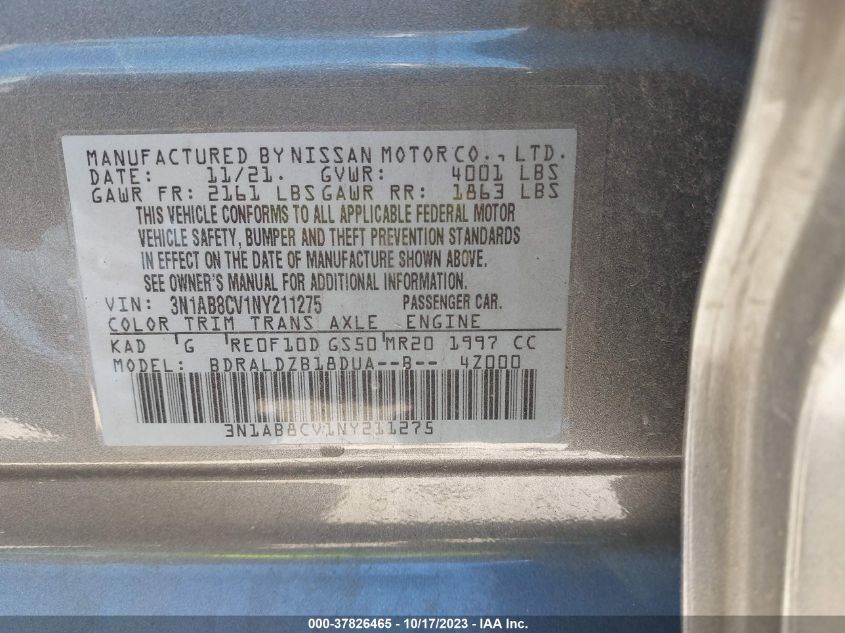 MANUFACTURED BY NISSAN MOTOR CO., LTD.
DATE: 11/21. GVWR: 4001 LBS
GAWR FR: 2161 LBS GAWR RR: 1863 LBS
THIS VEHICLE CONFORMS TO ALL APPLICABLE FEDERAL MOTOR
VEHICLE SAFETY, BUMPER AND THEFT PREVENTION STANDARDS
IN EFFECT ON THE DATE OF MANUFACTURE SHOWN ABOVE.
SEE OWNER'S MANUAL FOR ADDITIONAL INFORMATION.
VIN: 3N1AB8CV1NY211275 PASSENGER CAR.
COLOR TRIM TRANS AXLE ENGINE
KAD G RE0F10D GS50 MR20 1997 CC
MODEL: BDRALDZB18DUA--B-- 4Z000
3N1AB8CV1NY211275
000-37826465 - 10/17/2023 - IAA Inc.